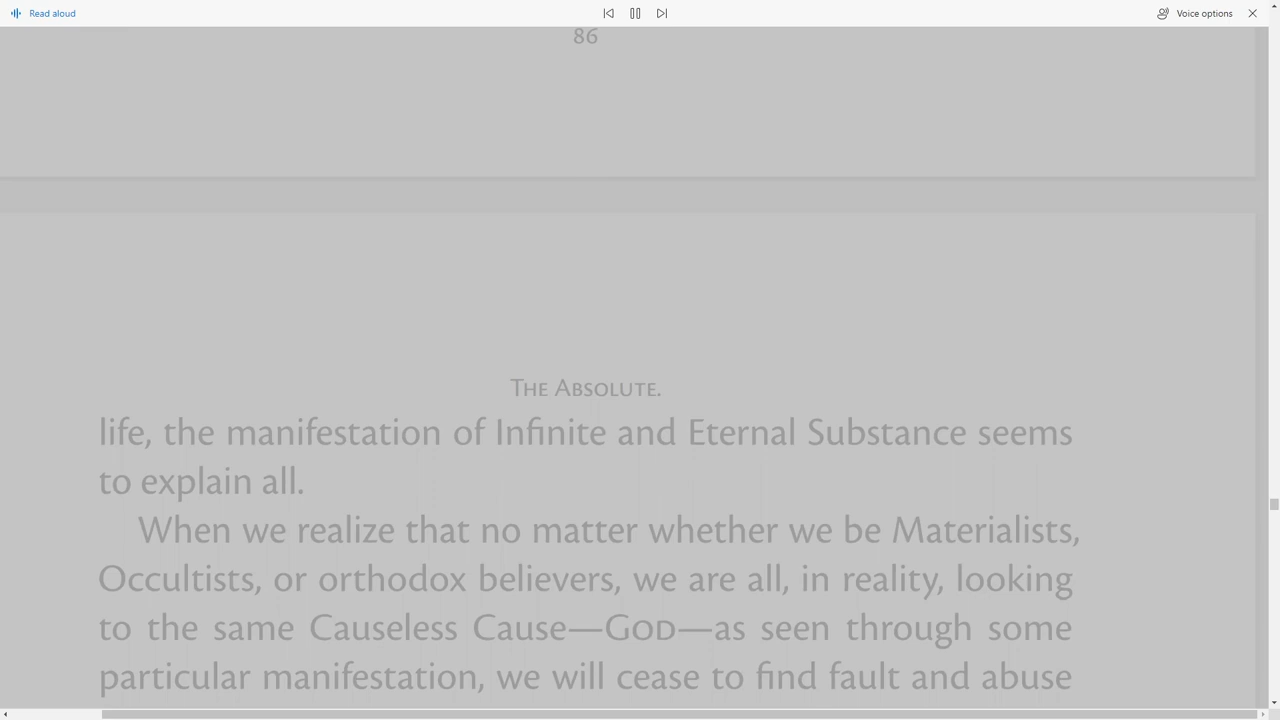 Read aloud
Voice options
86
The Absolute.
life, the manifestation of Infinite and Eternal Substance seems
to explain all.
When we realize that no matter whether we be Materialists,
Occultists, or orthodox believers, we are all, in reality, looking
to the same Causeless Cause—God—as seen through some
particular manifestation, we will cease to find fault and abuse